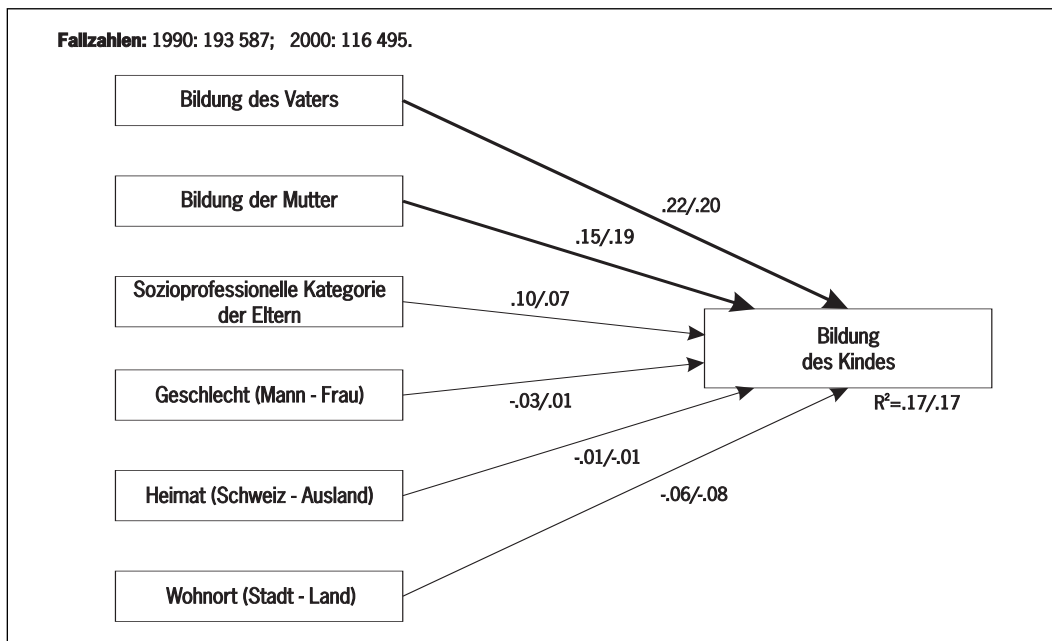 Fallzahlen: 1990: 193 587; 2000: 116 495.
Bildung des Vaters
Bildung der Mutter
.22/.20
.15/.19
Sozioprofessionelle Kategorie
der Eltern
.10/.07
Bildung
des Kindes
Geschlecht (Mann - Frau)
-.03/.01
R²=.17/.17
-.01/-.01
Heimat (Schweiz - Ausland)
-.06/-.08
Wohnort (Stadt - Land)